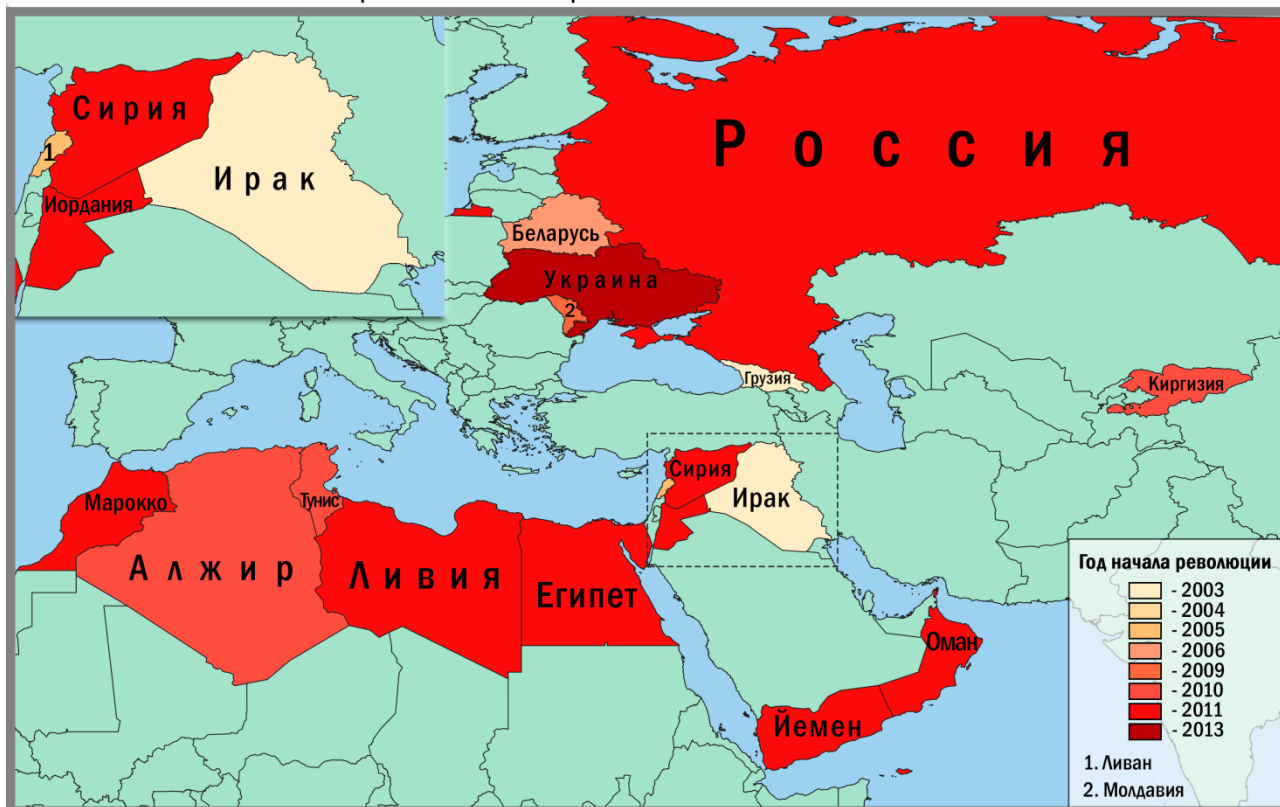 Сирия
1
Ирак
Иордания
Россия
Беларусь
Украина
2
Грузия
Киргизия
Сирия
Ирак
Марокко
Тунис
Алжир
Ливия
Египет
Оман
Йемен
Год начала революции
- 2003
- 2004
- 2005
- 2006
- 2009
- 2010
- 2011
- 2013
1. Ливан
2. Молдавия